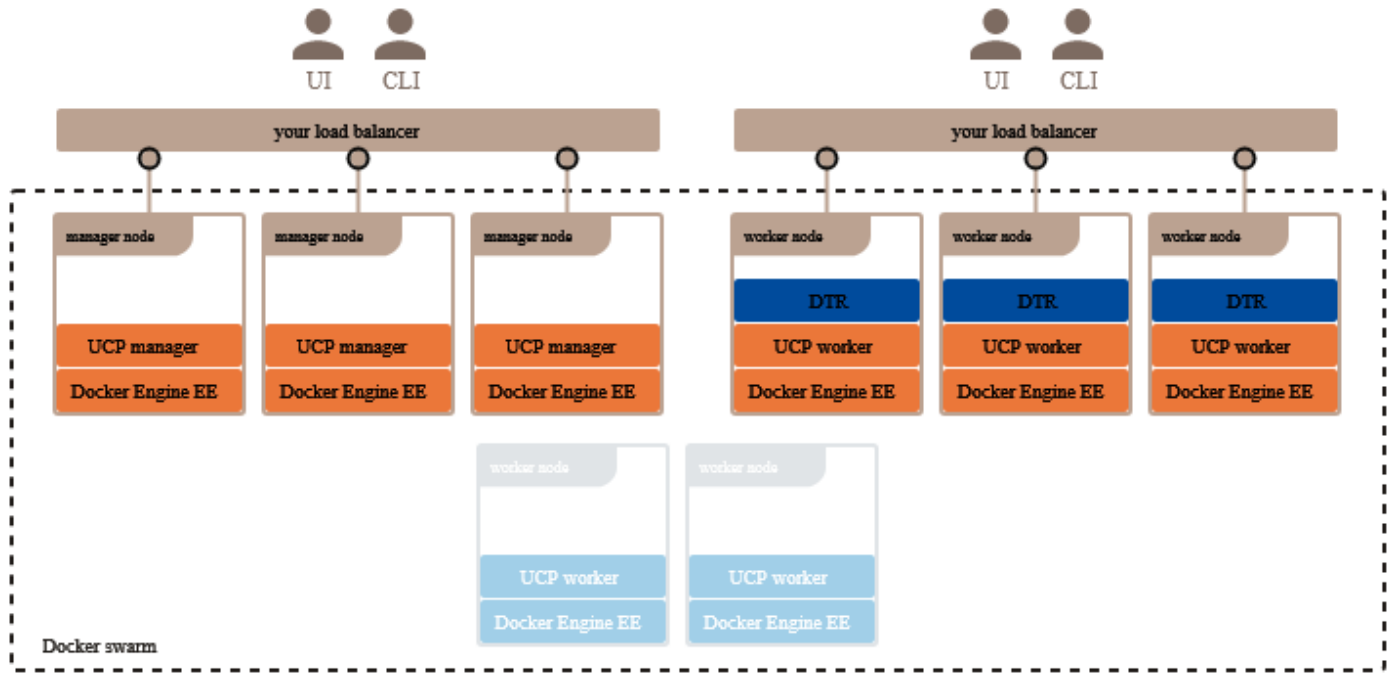 UI CLI UI CLI
your load balancer your load balancer
manager node manager node manager node worker node worker node worker node
DTR DTR DTR
UCP manager UCP manager UCP manager UCP worker UCP worker UCP worker
Docker Engine EE Docker Engine EE Docker Engine EE Docker Engine EE Docker Engine EE Docker Engine EE
worker node worker node
UCP worker UCP worker
Docker Engine EE Docker Engine EE
Docker swarm